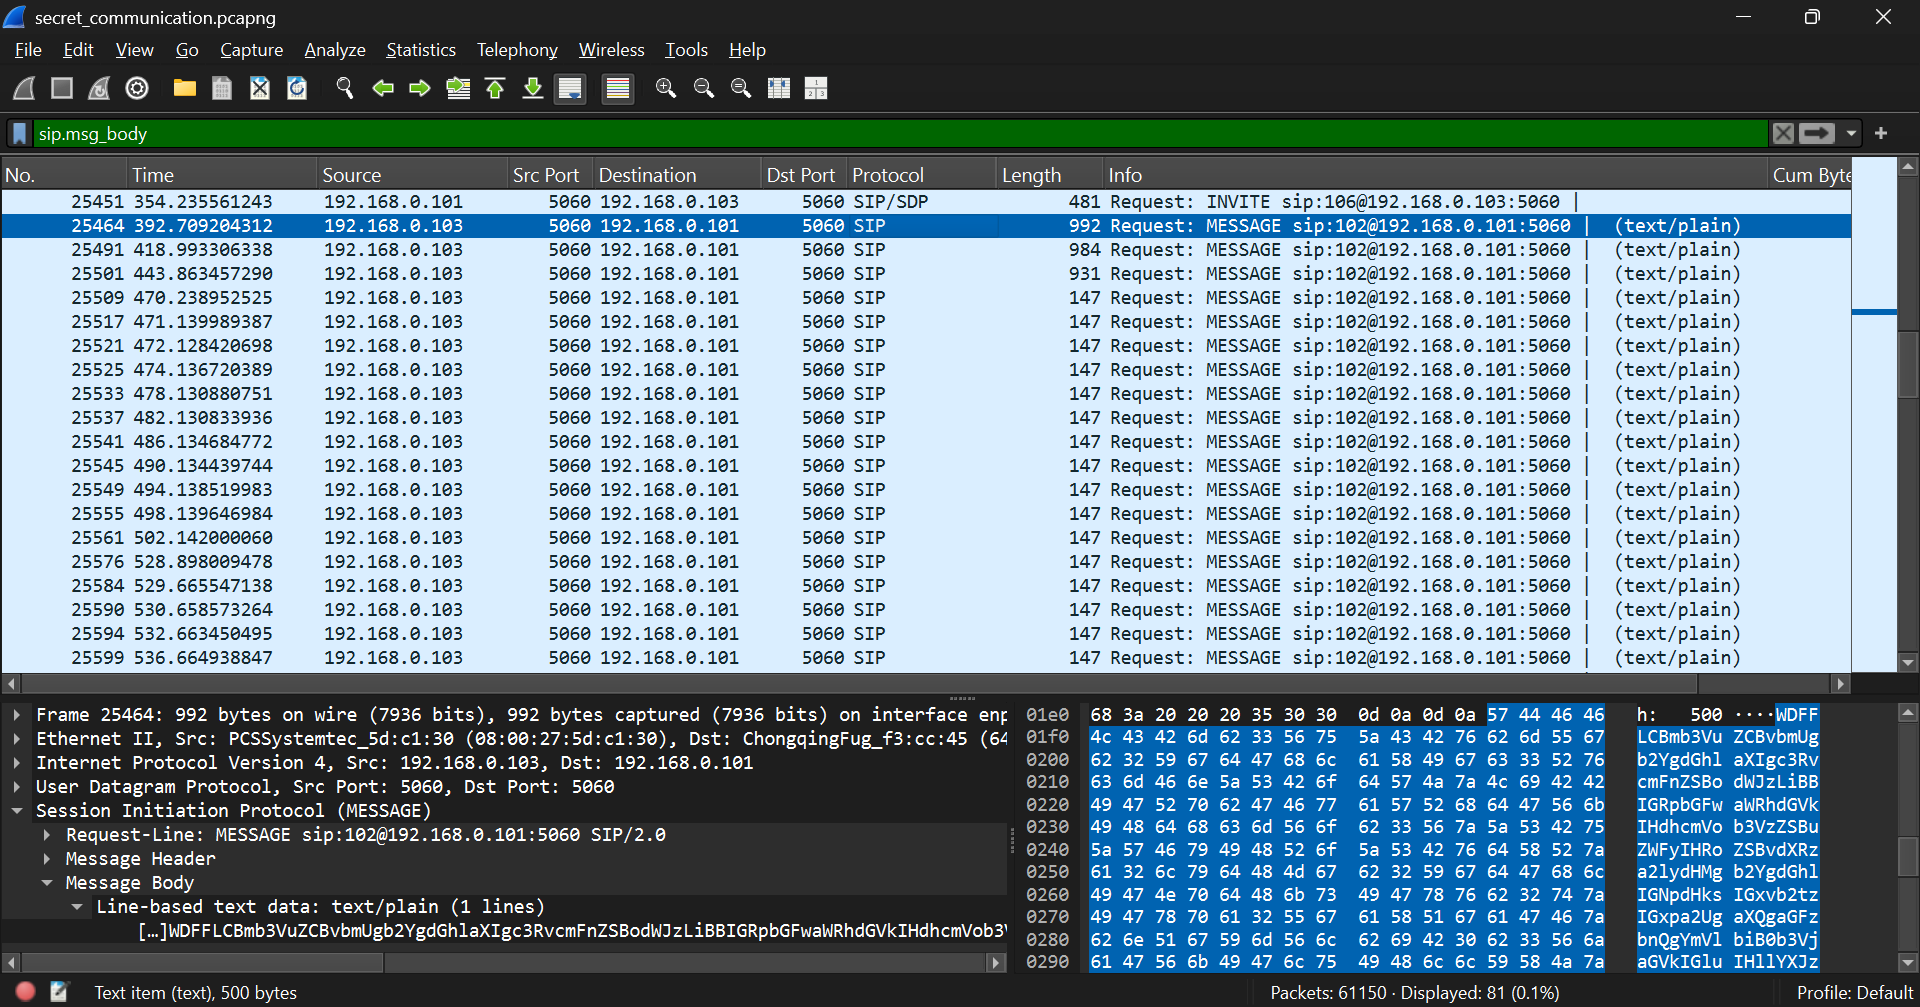 secret_communication.pcapng
File Edit View Go Capture Analyze Statistics Telephony Wireless Tools Help
sip.msg_body
No. Time Source Src Port Destination Dst Port Protocol Length Info Cum Byte
25451 354.235561243 192.168.0.101 5060 192.168.0.103 5060 SIP/SDP 481 Request: INVITE sip:106@192.168.0.103:5060 |
25464 392.709204312 192.168.0.103 5060 192.168.0.101 5060 SIP 992 Request: MESSAGE sip:102@192.168.0.101:5060 | (text/plain)
25491 418.993306338 192.168.0.103 5060 192.168.0.101 5060 SIP 984 Request: MESSAGE sip:102@192.168.0.101:5060 | (text/plain)
25501 443.863457290 192.168.0.103 5060 192.168.0.101 5060 SIP 931 Request: MESSAGE sip:102@192.168.0.101:5060 | (text/plain)
25509 470.238952525 192.168.0.103 5060 192.168.0.101 5060 SIP 147 Request: MESSAGE sip:102@192.168.0.101:5060 | (text/plain)
25517 471.139989387 192.168.0.103 5060 192.168.0.101 5060 SIP 147 Request: MESSAGE sip:102@192.168.0.101:5060 | (text/plain)
25521 472.128420698 192.168.0.103 5060 192.168.0.101 5060 SIP 147 Request: MESSAGE sip:102@192.168.0.101:5060 | (text/plain)
25525 474.136720389 192.168.0.103 5060 192.168.0.101 5060 SIP 147 Request: MESSAGE sip:102@192.168.0.101:5060 | (text/plain)
25533 478.130880751 192.168.0.103 5060 192.168.0.101 5060 SIP 147 Request: MESSAGE sip:102@192.168.0.101:5060 | (text/plain)
25537 482.130833936 192.168.0.103 5060 192.168.0.101 5060 SIP 147 Request: MESSAGE sip:102@192.168.0.101:5060 | (text/plain)
25541 486.134684772 192.168.0.103 5060 192.168.0.101 5060 SIP 147 Request: MESSAGE sip:102@192.168.0.101:5060 | (text/plain)
25545 490.134439744 192.168.0.103 5060 192.168.0.101 5060 SIP 147 Request: MESSAGE sip:102@192.168.0.101:5060 | (text/plain)
25549 494.138519983 192.168.0.103 5060 192.168.0.101 5060 SIP 147 Request: MESSAGE sip:102@192.168.0.101:5060 | (text/plain)
25555 498.139646984 192.168.0.103 5060 192.168.0.101 5060 SIP 147 Request: MESSAGE sip:102@192.168.0.101:5060 | (text/plain)
25561 502.142000060 192.168.0.103 5060 192.168.0.101 5060 SIP 147 Request: MESSAGE sip:102@192.168.0.101:5060 | (text/plain)
25576 528.898009478 192.168.0.103 5060 192.168.0.101 5060 SIP 147 Request: MESSAGE sip:102@192.168.0.101:5060 | (text/plain)
25584 529.665547138 192.168.0.103 5060 192.168.0.101 5060 SIP 147 Request: MESSAGE sip:102@192.168.0.101:5060 | (text/plain)
25590 530.658573264 192.168.0.103 5060 192.168.0.101 5060 SIP 147 Request: MESSAGE sip:102@192.168.0.101:5060 | (text/plain)
25594 532.663450495 192.168.0.103 5060 192.168.0.101 5060 SIP 147 Request: MESSAGE sip:102@192.168.0.101:5060 | (text/plain)
25599 536.664938847 192.168.0.103 5060 192.168.0.101 5060 SIP 147 Request: MESSAGE sip:102@192.168.0.101:5060 | (text/plain)
Frame 25464: 992 bytes on wire (7936 bits), 992 bytes captured (7936 bits) on interface enp
Ethernet II, Src: PCSSystemtec_5d:c1:30 (08:00:27:5d:c1:30), Dst: ChongqingFug_f3:cc:45 (64
Internet Protocol Version 4, Src: 192.168.0.103, Dst: 192.168.0.101
User Datagram Protocol, Src Port: 5060, Dst Port: 5060
Session Initiation Protocol (MESSAGE)
Request-Line: MESSAGE sip:102@192.168.0.101:5060 SIP/2.0
Message Header
Message Body
Line-based text data: text/plain (1 lines)
[…]WDFFLCBmb3VuZCBvbmUgb2YgdGhlaXIgc3RvcmFnZSBodWJzLiBBIGRpbGFwaWRhdGVkIHdhcmVob3V
01e0 68 3a 20 20 20 35 30 30 0d 0a 0d 0a 57 44 46 46 h: 500 ····WDFF
01f0 4c 43 42 6d 62 33 56 75 5a 43 42 76 62 6d 55 67 LCBmb3Vu ZCBvbmUg
0200 62 32 59 67 64 47 68 6c 61 58 49 67 63 33 52 76 b2YgdGhl aXIgc3Rv
0210 63 6d 46 6e 5a 53 42 6f 64 57 4a 7a 4c 69 42 42 cmFnZSBo dWJzLiBB
0220 49 47 52 70 62 47 46 77 61 57 52 68 64 47 56 6b IGRpbGFw aWRhdGVk
0230 49 48 64 68 63 6d 56 6f 62 33 56 7a 5a 53 42 75 IHdhcmVo b3VzZSBu
0240 5a 57 46 79 49 48 52 6f 5a 53 42 76 64 58 52 7a ZWFyIHRo ZSBvdXRz
0250 61 32 6c 79 64 48 4d 67 62 32 59 67 64 47 68 6c a2lydHMg b2YgdGhl
0260 49 47 4e 70 64 48 6b 73 49 47 78 76 62 32 74 7a IGNpdHks IGxvb2tz
0270 49 47 78 70 61 32 55 67 61 58 51 67 61 47 46 7a IGxpa2Ug aXQgaGFz
0280 62 6e 51 67 59 6d 56 6c 62 69 42 30 62 33 56 6a bnQgYmVl biB0b3Vj
0290 61 47 56 6b 49 47 6c 75 49 48 6c 6c 59 58 4a 7a aGVkIGlu IHllYXJz
Text item (text), 500 bytes
Packets: 61150 · Displayed: 81 (0.1%)
Profile: Default